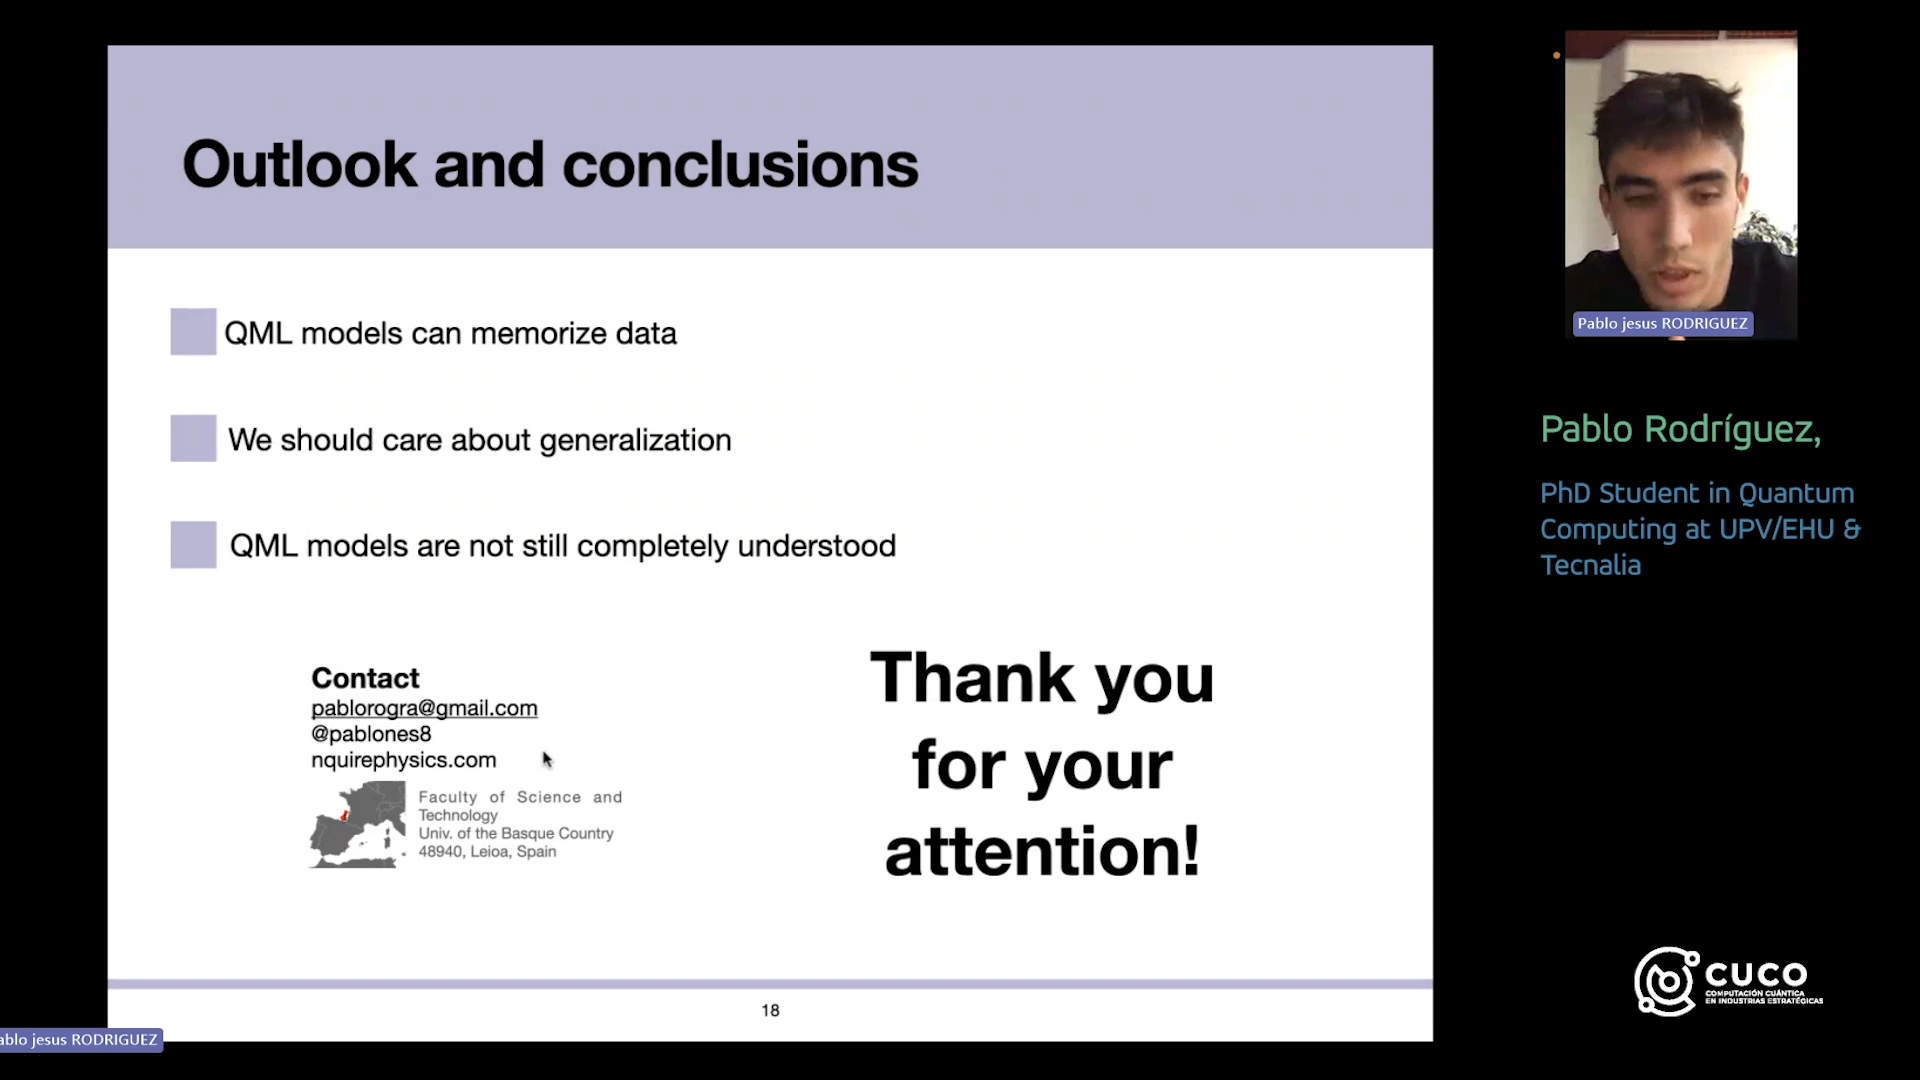 Outlook and conclusions
QML models can memorize data
We should care about generalization
QML models are not still completely understood
Contact
pablorogra@gmail.com
@pablones8
nquirephysics.com
Faculty of Science and
Technology
Univ. of the Basque Country
48940, Leioa, Spain
Thank you
for your
attention!
18
ablo jesus RODRIGUEZ
Pablo jesus RODRIGUEZ
Pablo Rodríguez,
PhD Student in Quantum
Computing at UPV/EHU &
Tecnalia
CUCO
COMPUTACIÓN CUÁNTICA
EN INDUSTRIAS ESTRATÉGICAS